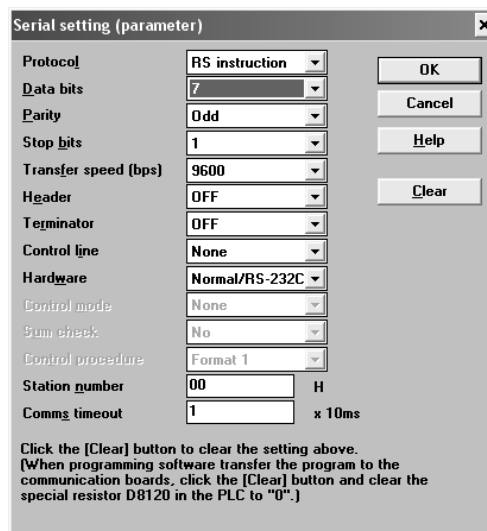 Serial setting (parameter)
Protocol RS instruction OK
Data bits 7
Cancel
Parity Odd
Stop bits 1 Help
Transfer speed (bps) 9600
Header OFF Clear
Terminator OFF
Control line None
Hardware Normal/RS-232C
Control mode None
Sum check No
Control procedure Format 1
Station number 00 H
Comms timeout 1 x 10ms
Click the [Clear] button to clear the setting above.
(When programming software transfer the program to the
communication boards, click the [Clear] button and clear the
special resistor D8120 in the PLC to "0".)